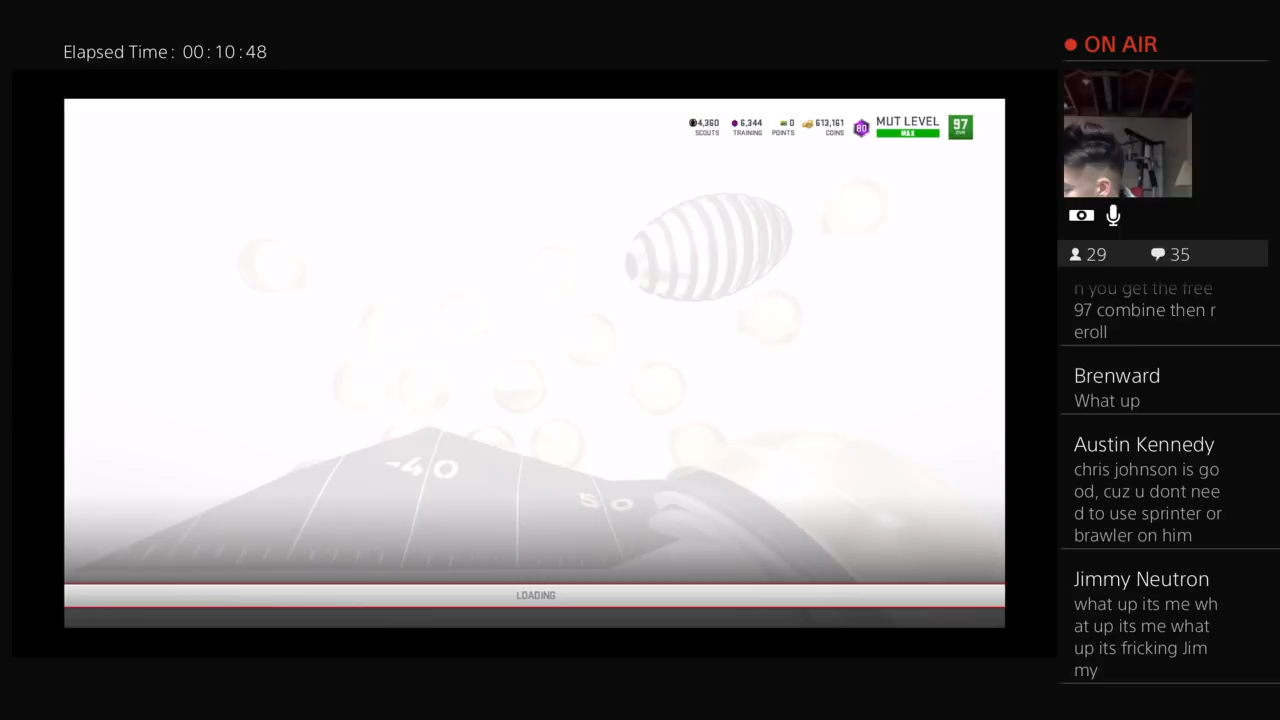 Elapsed Time: 00:10:48
ON AIR
4,360 SCOUTS
6,344 TRAINING
0 POINTS
613,161 COINS
80
MUT LEVEL
MAX
97
OVR
29 35
n you get the free
97 combine then r
eroll
Brenward
What up
Austin Kennedy
chris johnson is go
od, cuz u dont nee
d to use sprinter or
brawler on him
Jimmy Neutron
what up its me wh
at up its me what
up its fricking Jim
my
-40
50
LOADING